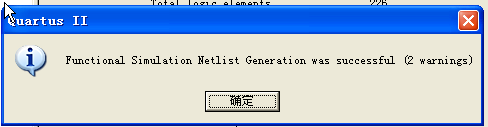 Total logic elements 226
Quartus II
Functional Simulation Netlist Generation was successful (2 warnings)
确定